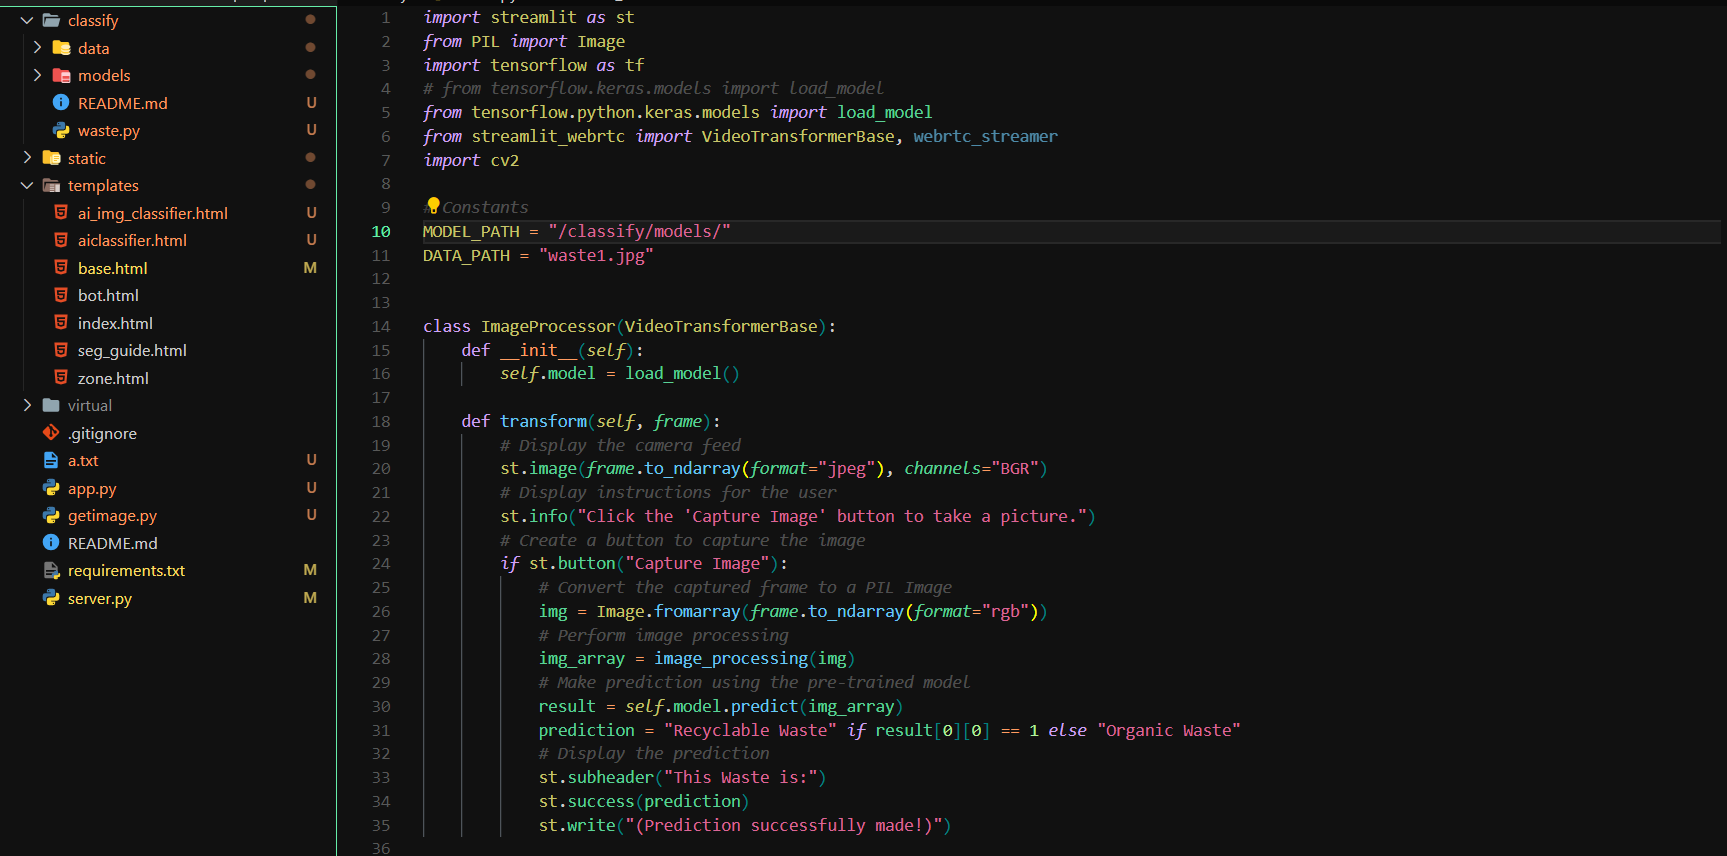 classify
data
models
README.md U
waste.py U
static
templates
ai_img_classifier.html U
aiclassifier.html U
base.html M
bot.html
index.html
seg_guide.html
zone.html
virtual
.gitignore
a.txt U
app.py U
getimage.py U
README.md
requirements.txt M
server.py M
1 import streamlit as st
2 from PIL import Image
3 import tensorflow as tf
4 # from tensorflow.keras.models import load_model
5 from tensorflow.python.keras.models import load_model
6 from streamlit_webrtc import VideoTransformerBase, webrtc_streamer
7 import cv2
8
9 # Constants
10 MODEL_PATH = "/classify/models/"
11 DATA_PATH = "waste1.jpg"
12
13
14 class ImageProcessor(VideoTransformerBase):
15 def __init__(self):
16 self.model = load_model()
17
18 def transform(self, frame):
19 # Display the camera feed
20 st.image(frame.to_ndarray(format="jpeg"), channels="BGR")
21 # Display instructions for the user
22 st.info("Click the 'Capture Image' button to take a picture.")
23 # Create a button to capture the image
24 if st.button("Capture Image"):
25 # Convert the captured frame to a PIL Image
26 img = Image.fromarray(frame.to_ndarray(format="rgb"))
27 # Perform image processing
28 img_array = image_processing(img)
29 # Make prediction using the pre-trained model
30 result = self.model.predict(img_array)
31 prediction = "Recyclable Waste" if result[0][0] == 1 else "Organic Waste"
32 # Display the prediction
33 st.subheader("This Waste is:")
34 st.success(prediction)
35 st.write("(Prediction successfully made!)")
36